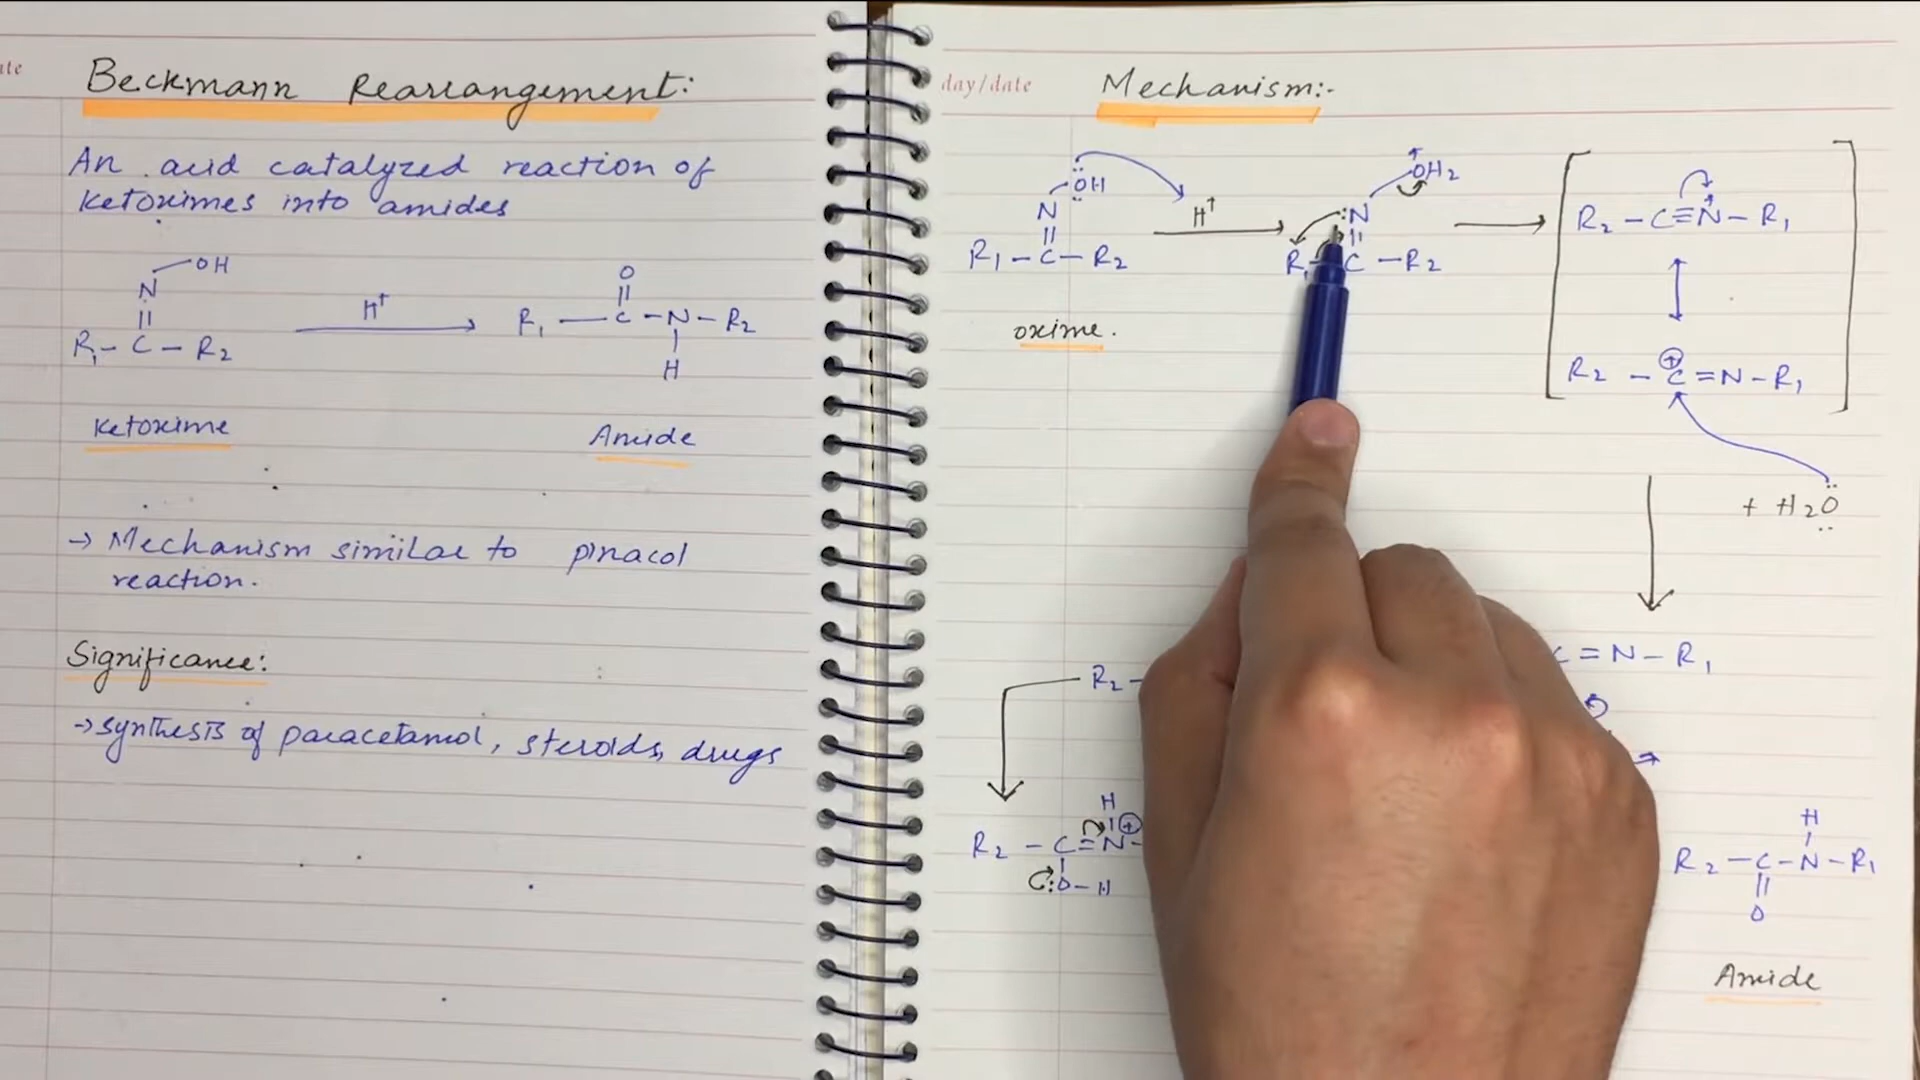 ate
Beckmann Rearrangement:
An acid catalyzed reaction of
ketoximes into amides
N-OH
||
R1-C-R2
H+
O
||
R1-C-N-R2
|
H
Ketoxime
Amide
→ Mechanism similar to pinacol
reaction.
Significance:
→ synthesis of paracetamol, steroids, drugs
day/date
Mechanism:-
OH
N
||
R1-C-R2
oxime.
H+
OH2
:N
||
R C-R2
R2-C≡N-R1
R2-C=N-R1
+ H2O
C=N-R1
R2-
H
R2-C=N-
:O-H
H
R2-C-N-R1
||
O
Amide